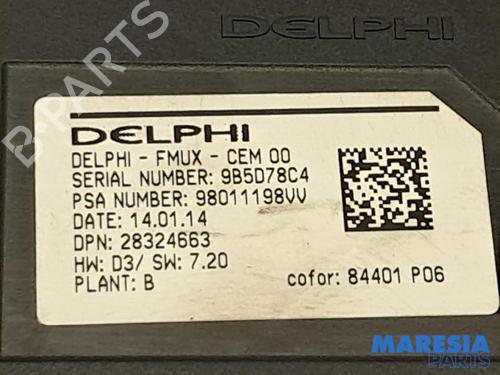 DELPHI
DELPHI
DELPHI - FMUX - CEM 00
SERIAL NUMBER: 9B5D78C4
PSA NUMBER: 98011198VV
DATE: 14.01.14
DPN: 28324663
HW: D3/ SW: 7.20
PLANT: B
cofor: 84401 P06
B-PARTS
MARESIA
PARTS